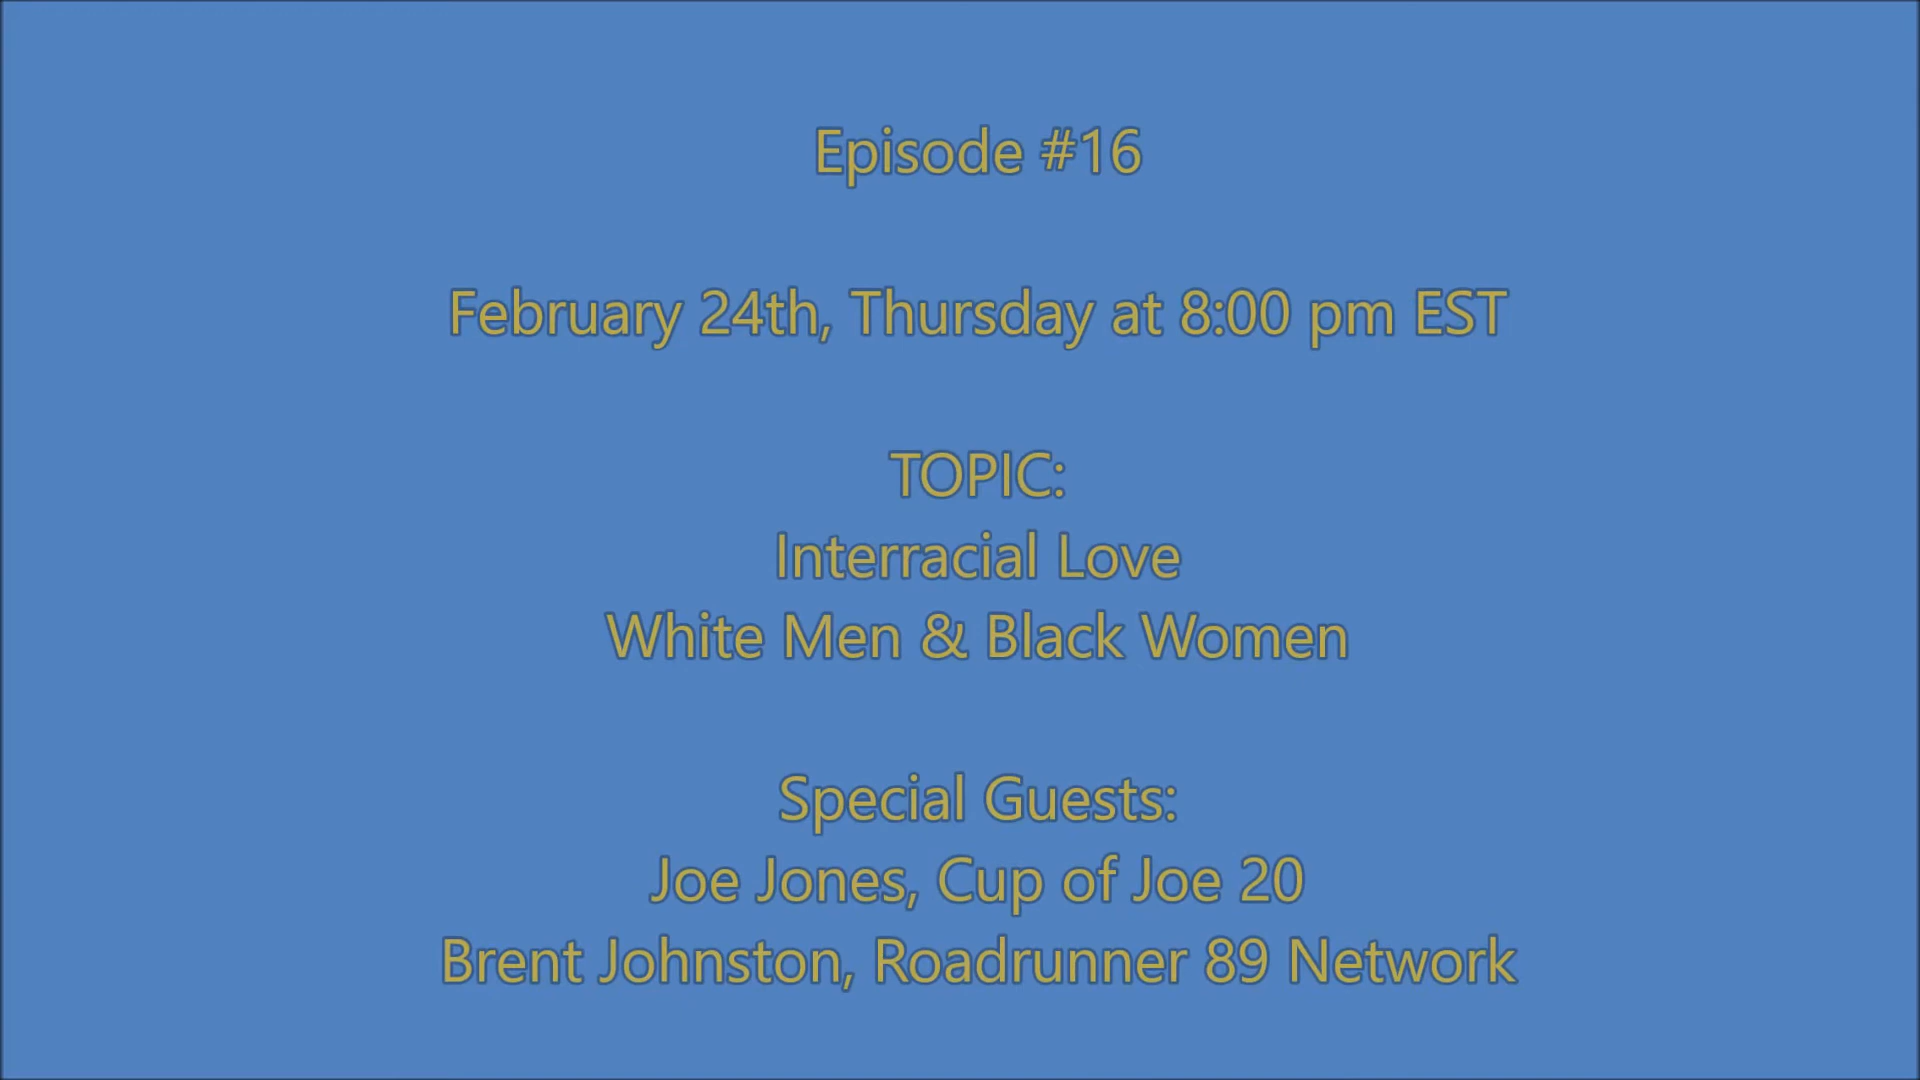 Episode #16
February 24th, Thursday at 8:00 pm EST
TOPIC:
Interracial Love
White Men & Black Women
Special Guests:
Joe Jones, Cup of Joe 20
Brent Johnston, Roadrunner 89 Network